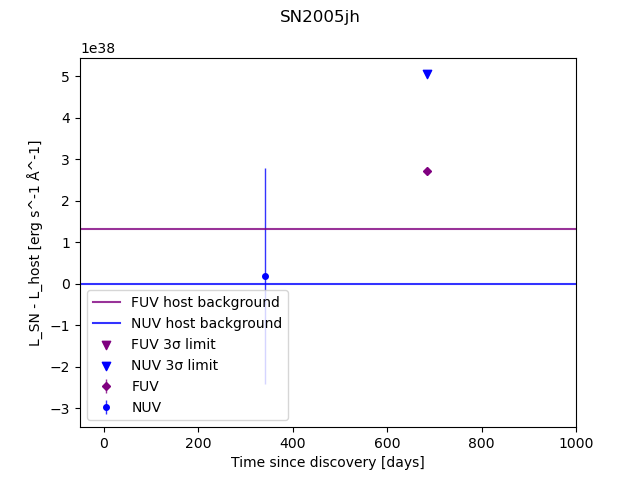 SN2005jh
1e38
L_SN - L_host [erg s^-1 Å^-1]
5
4
3
2
1
0
−1
−2
−3
FUV host background
NUV host background
FUV 3σ limit
NUV 3σ limit
FUV
NUV
0 200 400 600 800 1000
Time since discovery [days]